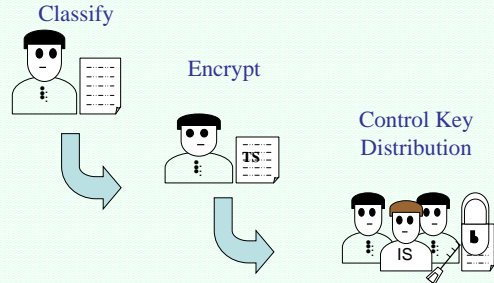 Classify
Encrypt
TS
Control Key
Distribution
IS